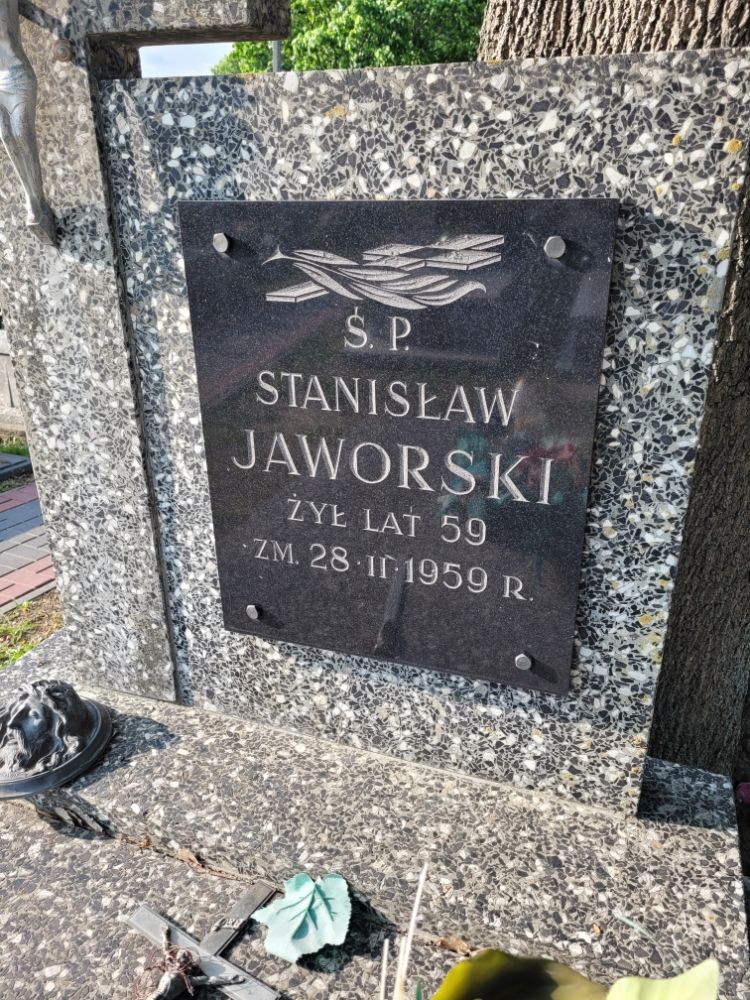 Ś. P.
STANISŁAW
JAWORSKI
ŻYŁ LAT 59
ZM. 28·II·1959 R.